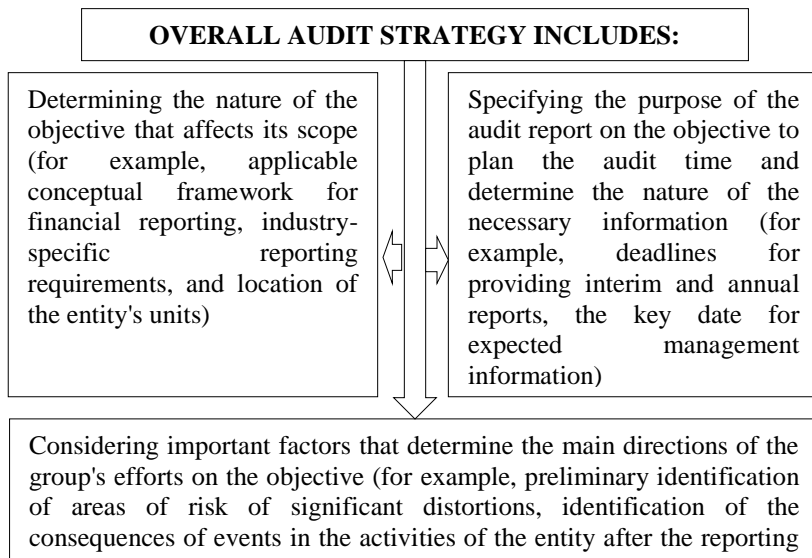 OVERALL AUDIT STRATEGY INCLUDES:
Determining the nature of the
objective that affects its scope
(for example, applicable
conceptual framework for
financial reporting, industry-
specific reporting
requirements, and location of
the entity's units)
Specifying the purpose of the
audit report on the objective to
plan the audit time and
determine the nature of the
necessary information (for
example, deadlines for
providing interim and annual
reports, the key date for
expected management
information)
Considering important factors that determine the main directions of the
group's efforts on the objective (for example, preliminary identification
of areas of risk of significant distortions, identification of the
consequences of events in the activities of the entity after the reporting